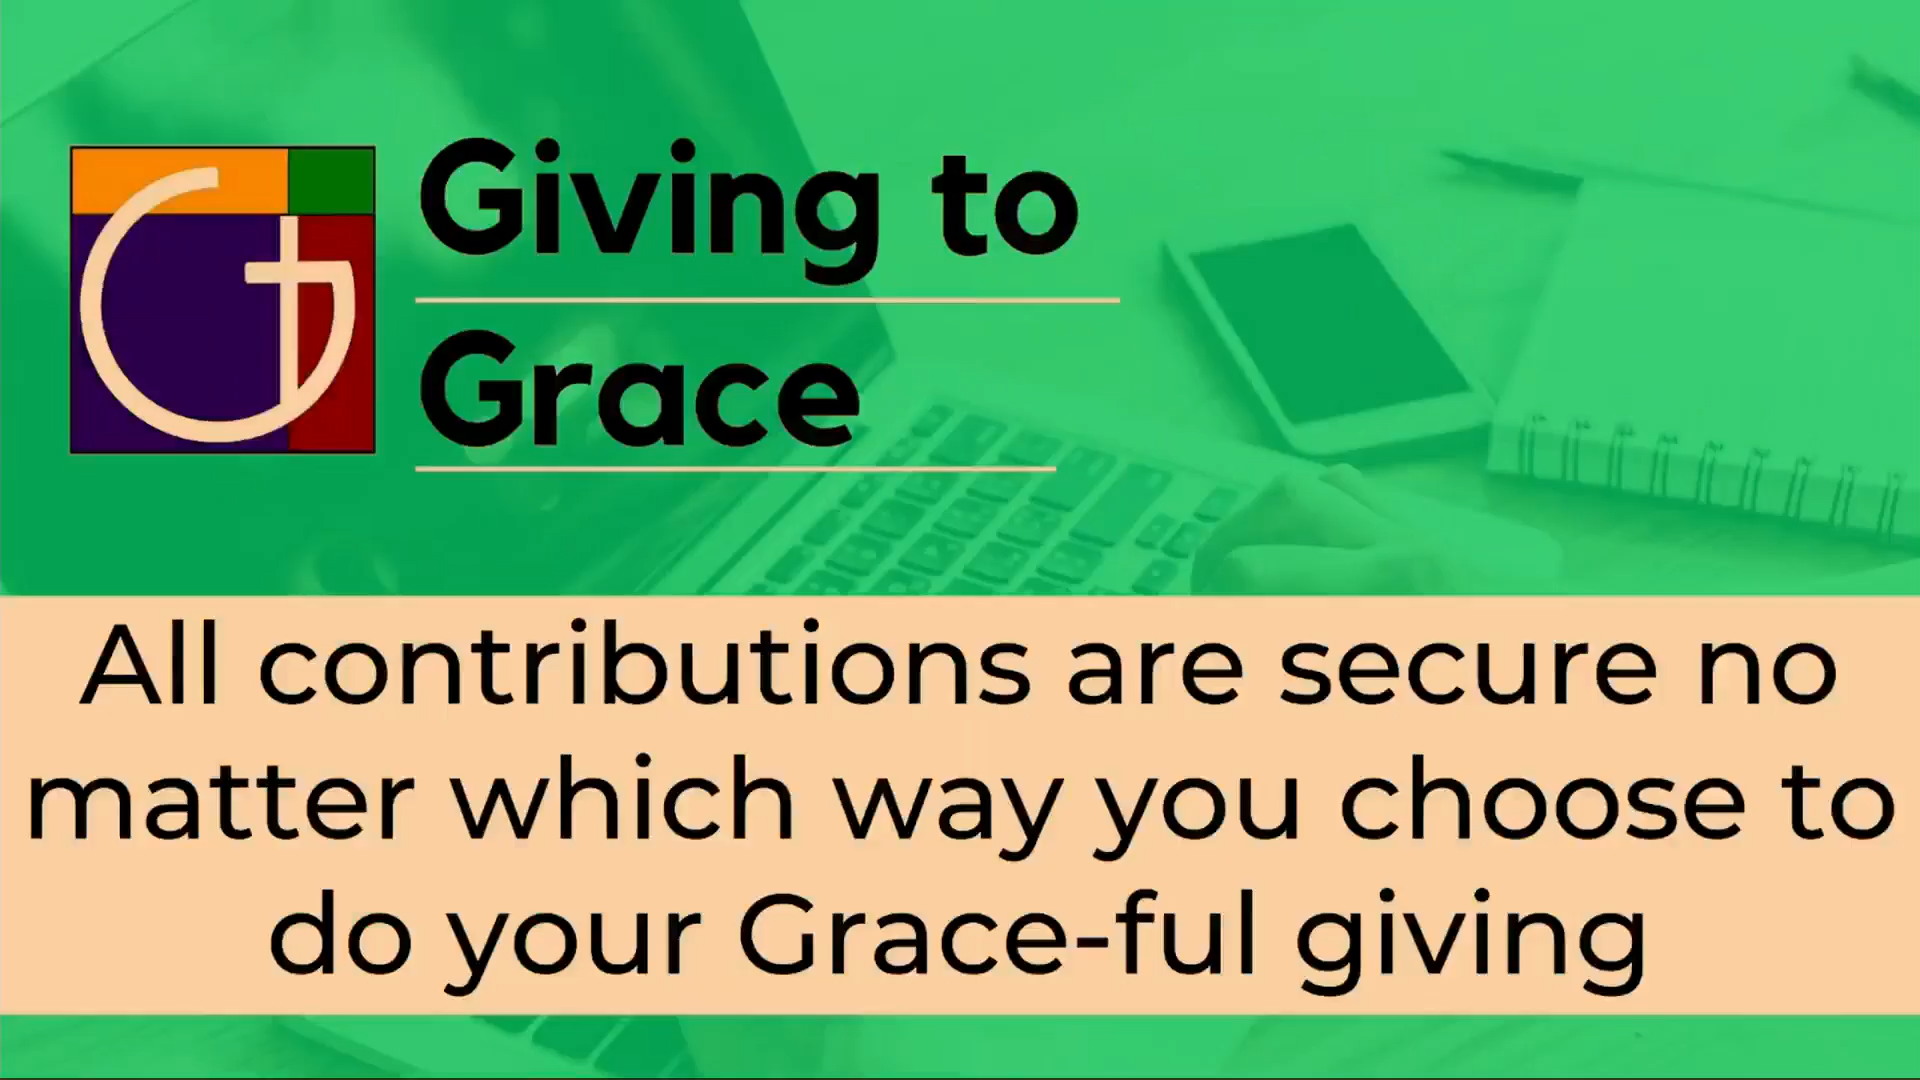 Giving to
Grace
All contributions are secure no
matter which way you choose to
do your Grace-ful giving